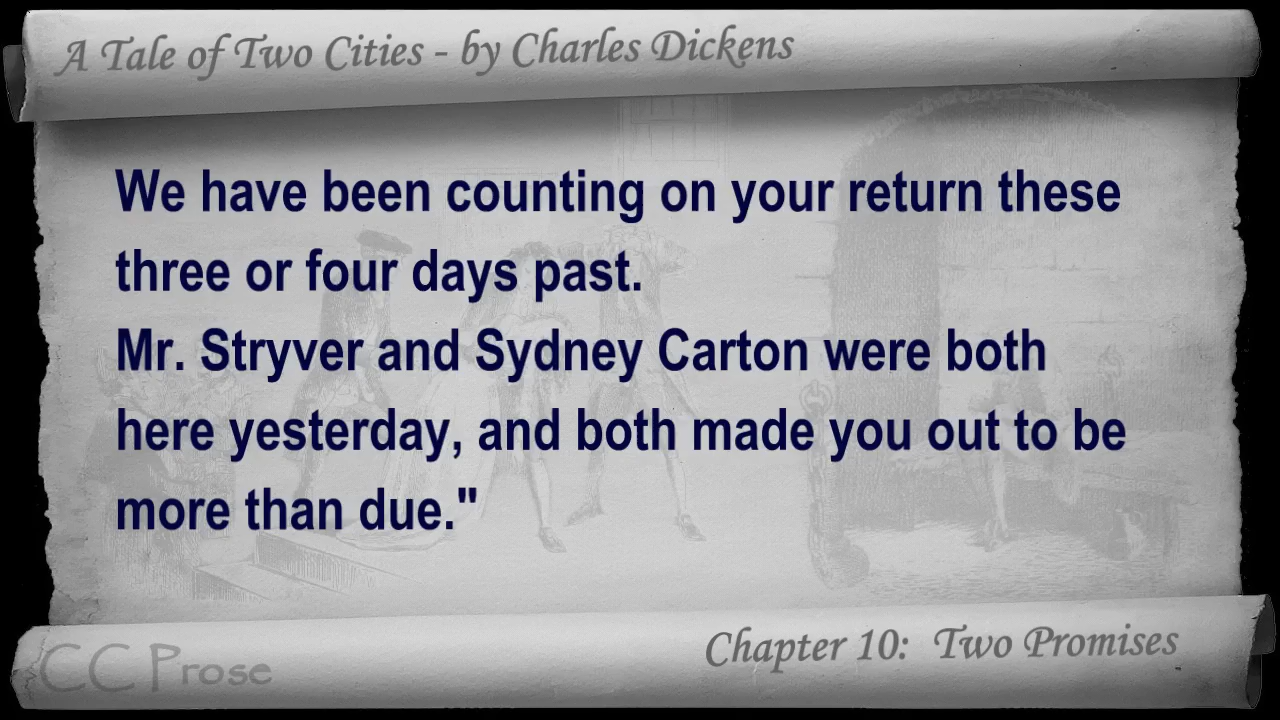 A Tale of Two Cities - by Charles Dickens
We have been counting on your return these
three or four days past.
Mr. Stryver and Sydney Carton were both
here yesterday, and both made you out to be
more than due."
Chapter 10: Two Promises
CC Prose